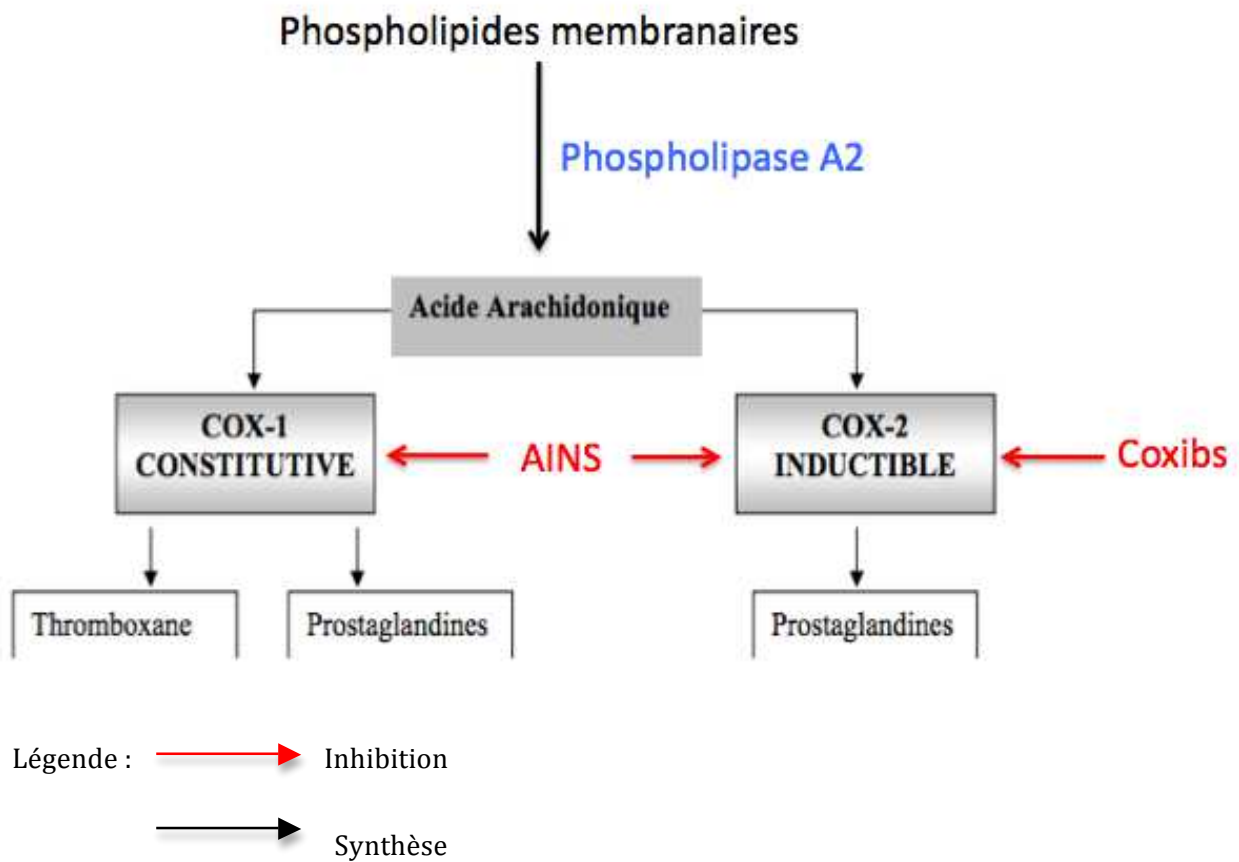 Phospholipides membranaires
Phospholipase A2
Acide Arachidonique
COX-1
CONSTITUTIVE
AINS
COX-2
INDUCTIBLE
Coxibs
Thromboxane
Prostaglandines
Prostaglandines
Légende :
Inhibition
Synthèse